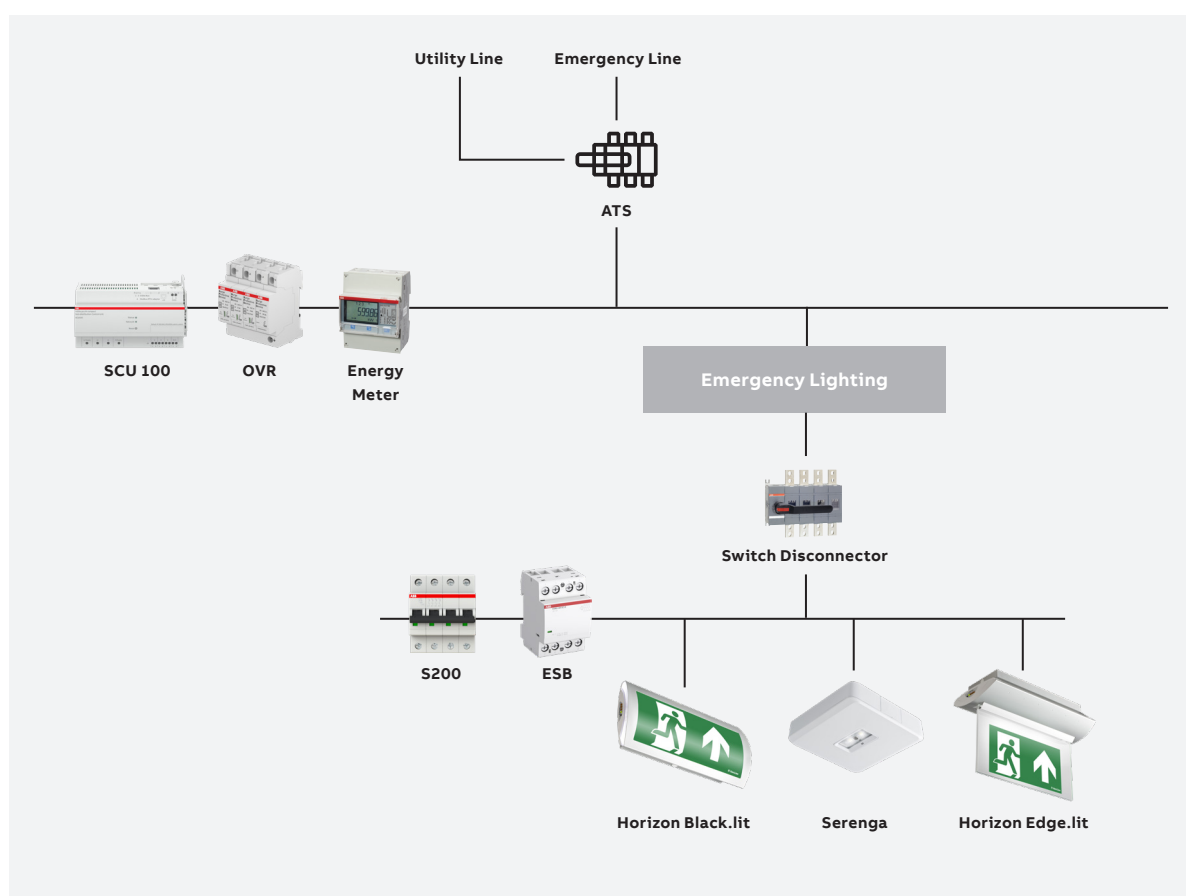 Utility Line
Emergency Line
ATS
SCU 100
OVR
Energy
Meter
Emergency Lighting
Switch Disconnector
S200
ESB
Horizon Black.lit
Serenga
Horizon Edge.lit